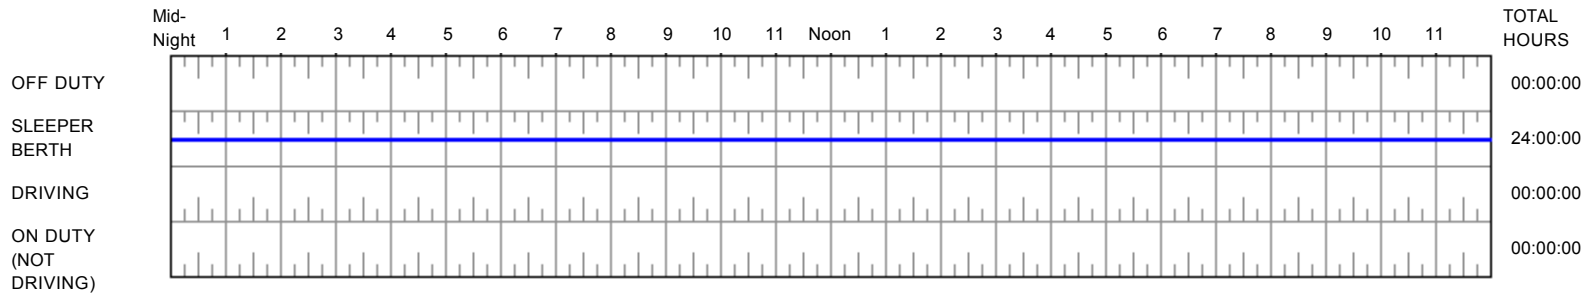 Mid-
Night 1 2 3 4 5 6 7 8 9 10 11 Noon 1 2 3 4 5 6 7 8 9 10 11
TOTAL
HOURS
OFF DUTY 00:00:00
SLEEPER
BERTH 24:00:00
DRIVING 00:00:00
ON DUTY
(NOT
DRIVING) 00:00:00